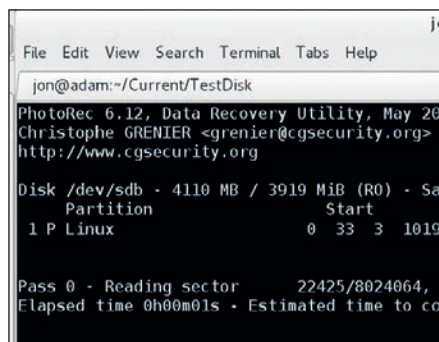 File Edit View Search Terminal Tabs Help
jon@adam:~/Current/TestDisk
PhotoRec 6.12, Data Recovery Utility, May 20
Christophe GRENIER <grenier@cgsecurity.org>
http://www.cgsecurity.org
Disk /dev/sdb - 4110 MB / 3919 MiB (RO) - Sa
Partition Start
1 P Linux 0 33 3 1019
Pass 0 - Reading sector 22425/8024064,
Elapsed time 0h00m01s - Estimated time to co